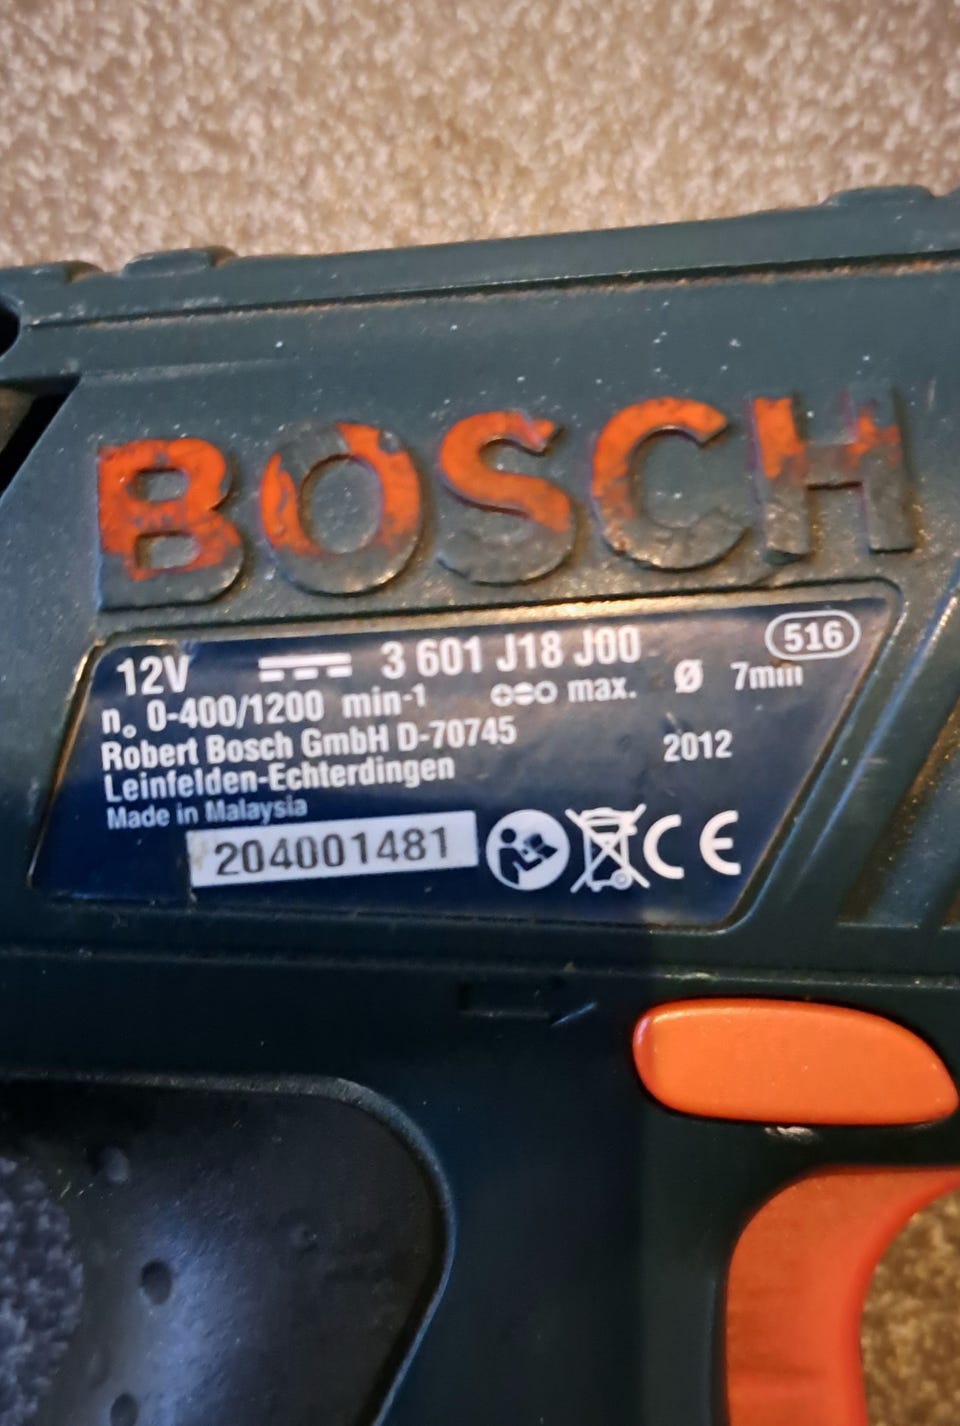 BOSCH
516
12V 3 601 J18 J00
n₀ 0-400/1200 min⁻¹ max. Ø 7mm
Robert Bosch GmbH D-70745 2012
Leinfelden-Echterdingen
Made in Malaysia
204001481 CE